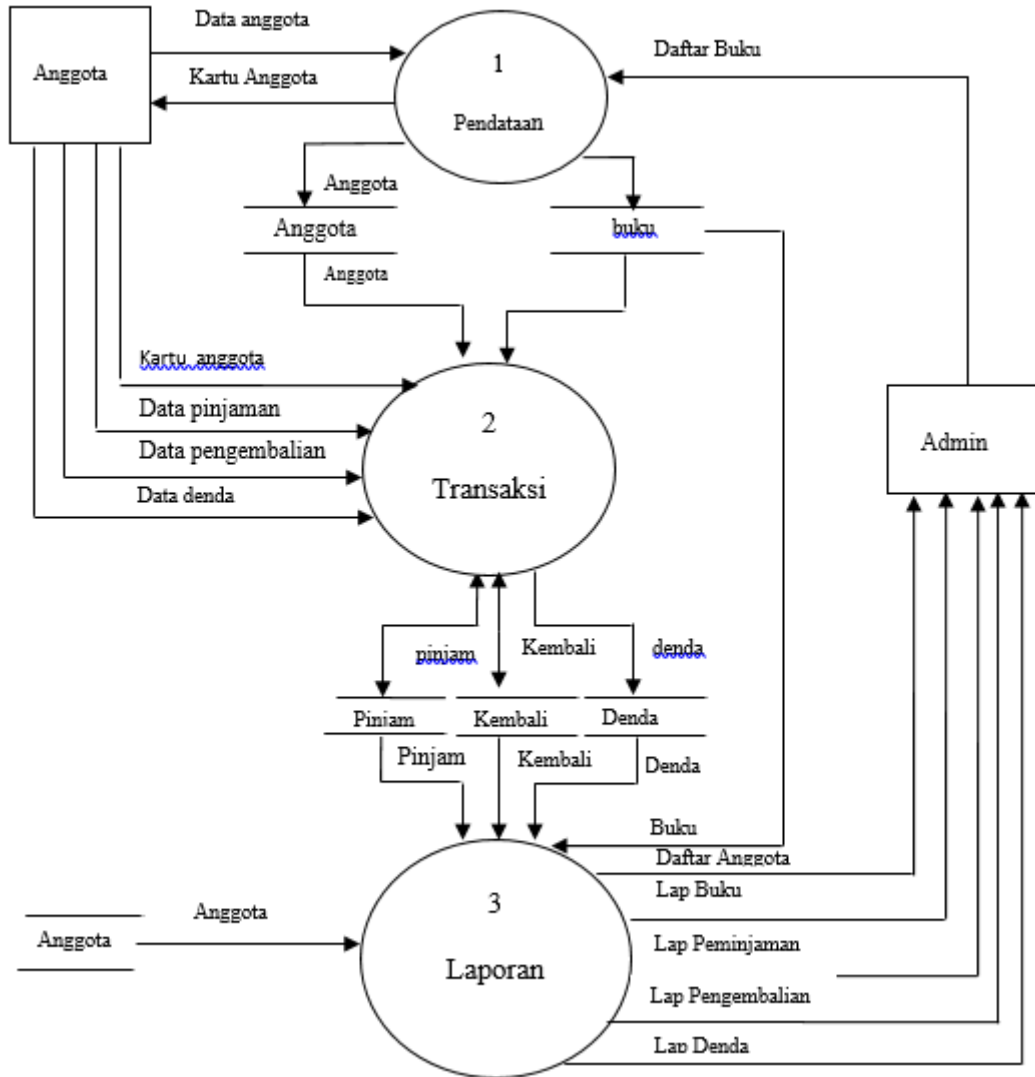 Data anggota
Anggota
Kartu Anggota
1
Pendataan
Daftar Buku
Anggota
Anggota
buku
Anggota
Kartu anggota
Data pinjaman
Data pengembalian
Data denda
2
Transaksi
Admin
pinjam
Kembali
denda
Pinjam
Kembali
Denda
Pinjam
Kembali
Denda
Buku
Daftar Anggota
Lap Buku
Lap Peminjaman
Lap Pengembalian
Lap Denda
3
Laporan
Anggota
Anggota